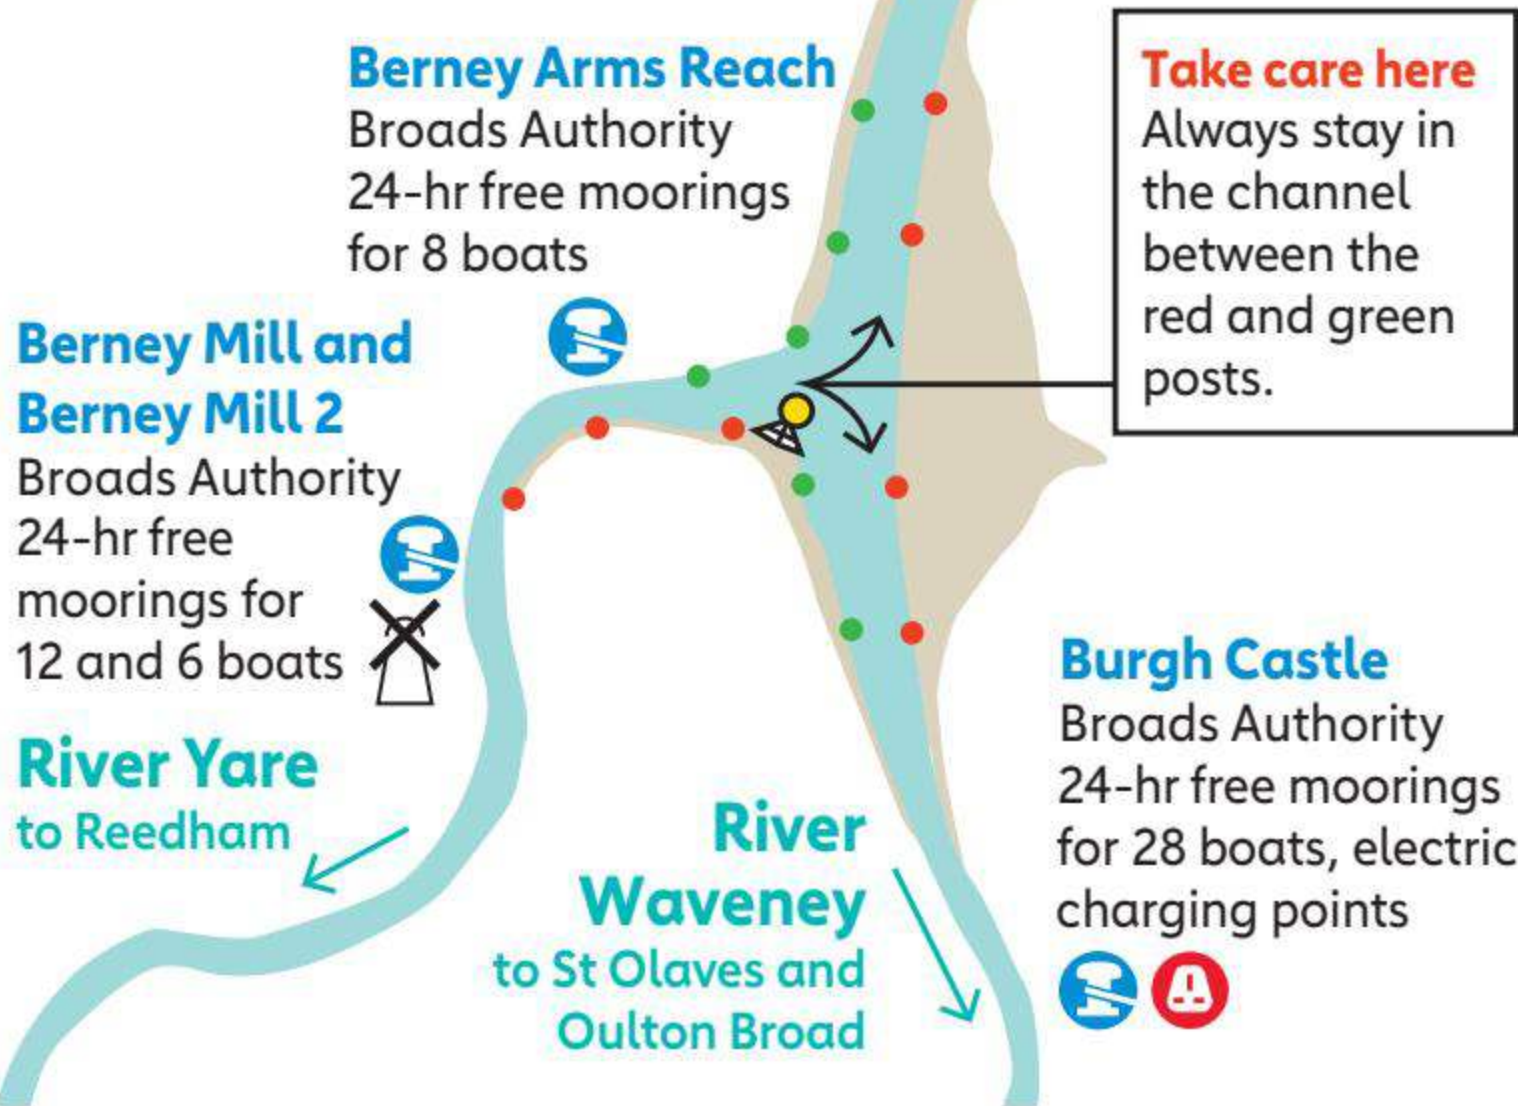 Berney Arms Reach
Broads Authority
24-hr free moorings
for 8 boats
Take care here
Always stay in
the channel
between the
red and green
posts.
Berney Mill and
Berney Mill 2
Broads Authority
24-hr free
moorings for
12 and 6 boats
River Yare
to Reedham
River
Waveney
to St Olaves and
Oulton Broad
Burgh Castle
Broads Authority
24-hr free moorings
for 28 boats, electric
charging points